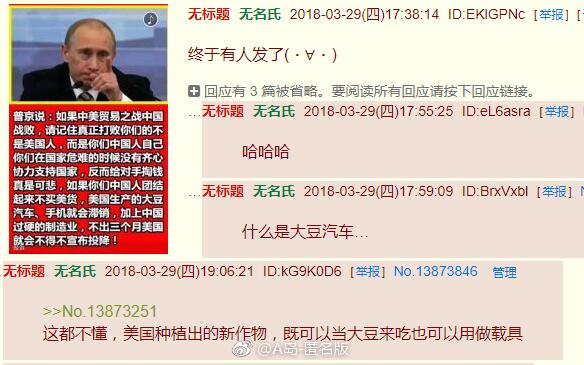 无标题 无名氏 2018-03-29(四)17:38:14 ID:EKlGPNc [举报] [
终于有人发了(・∀・)
回应有 3 篇被省略。要阅读所有回应请按下回应链接。
普京说:如果中美贸易之战中国
战败,请记住真正打败你们的不
是美国人,而是你们中国人自己
你们在国家危难的时候没有齐心
协力支持国家,反而给对手掏钱
真是可悲,如果你们中国人团结
起来不买美货,美国生产的大豆
汽车、手机就会滞销,加上中国
过硬的制造业,不出三个月美国
就会不得不宣布投降!
…无标题 无名氏 2018-03-29(四)17:55:25 ID:eL6asra [举报] [
哈哈哈
…无标题 无名氏 2018-03-29(四)17:59:09 ID:BrxVxbI [举报]
什么是大豆汽车...
…无标题 无名氏 2018-03-29(四)19:06:21 ID:kG9K0D6 [举报] No.13873846 管理
>>No.13873251
这都不懂,美国种植出的新作物,既可以当大豆来吃也可以用做载具
@A岛-匿名版